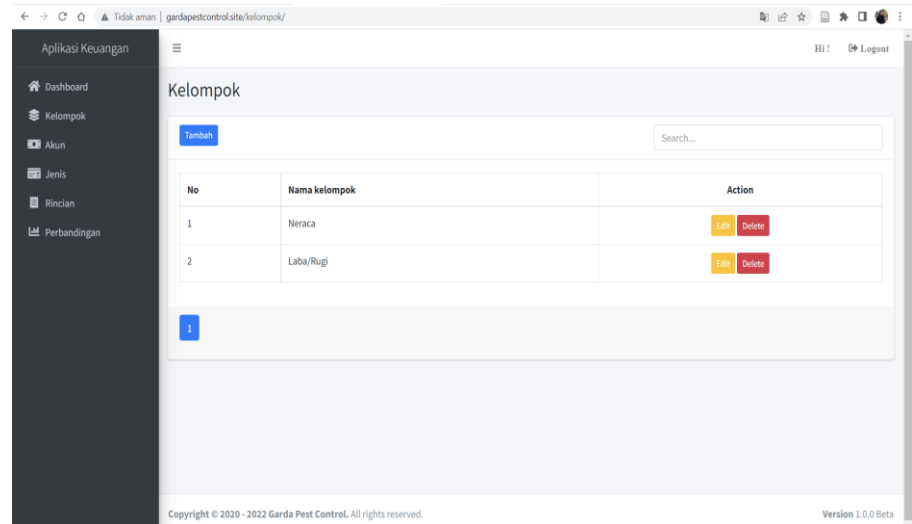 Tidak aman | gardapestcontrol.site/kelompok/
Aplikasi Keuangan
Hi ! Logout
Dashboard
Kelompok
Akun
Jenis
Rincian
Perbandingan
Kelompok
Tambah
Search...
No Nama kelompok Action
1 Neraca Edit Delete
2 Laba/Rugi Edit Delete
1
Copyright © 2020 - 2022 Garda Pest Control. All rights reserved.
Version 1.0.0 Beta